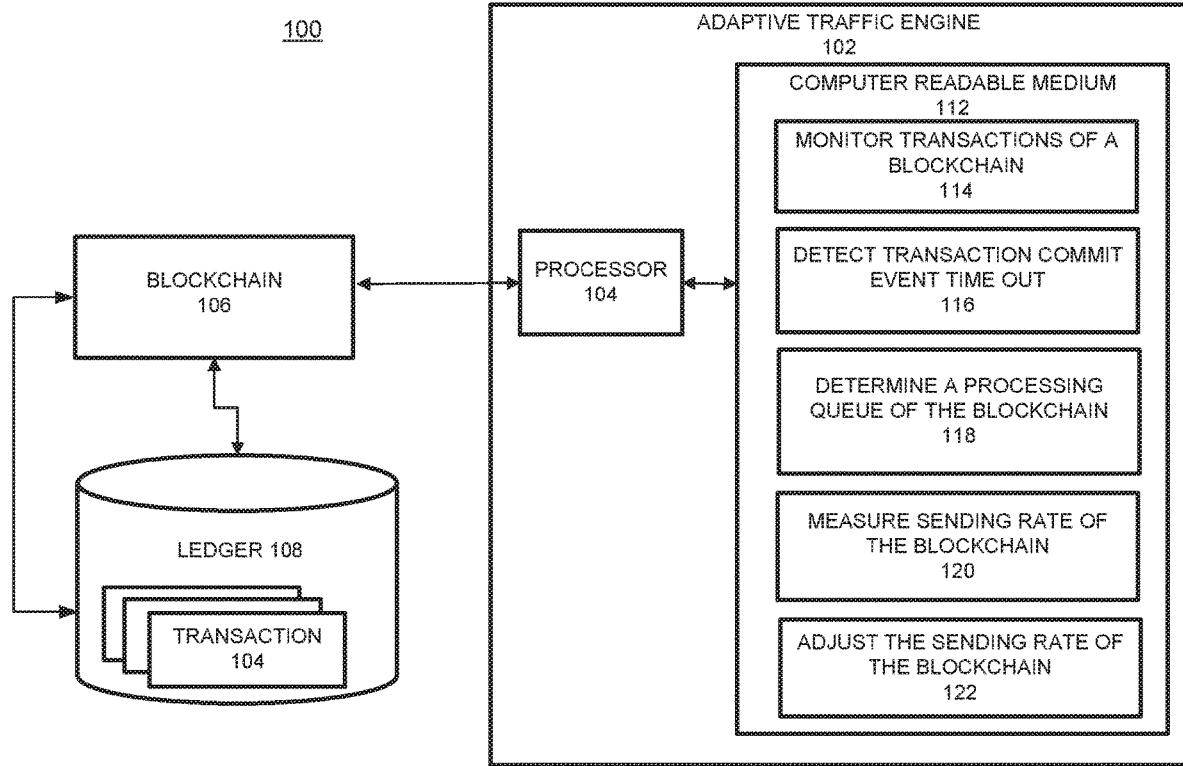 100
ADAPTIVE TRAFFIC ENGINE
102
COMPUTER READABLE MEDIUM
112
MONITOR TRANSACTIONS OF A
BLOCKCHAIN
114
DETECT TRANSACTION COMMIT
EVENT TIME OUT
116
DETERMINE A PROCESSING
QUEUE OF THE BLOCKCHAIN
118
MEASURE SENDING RATE OF
THE BLOCKCHAIN
120
ADJUST THE SENDING RATE OF
THE BLOCKCHAIN
122
PROCESSOR
104
BLOCKCHAIN
106
LEDGER 108
TRANSACTION
104